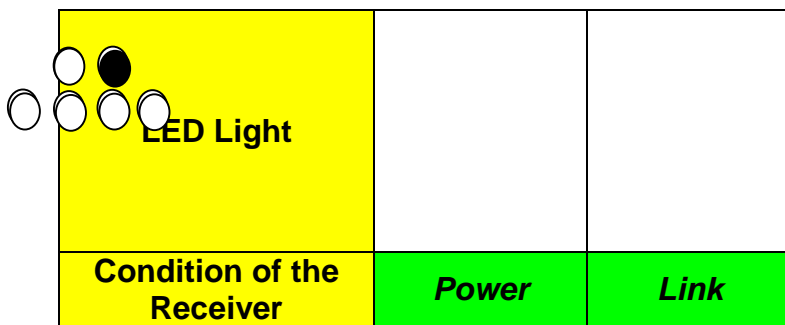 LED Light
Condition of the
Receiver
Power
Link